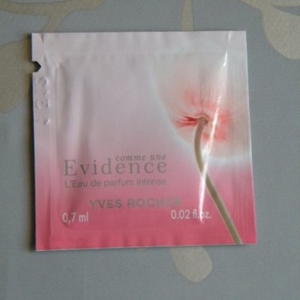 comme une
Evidence
L'Eau de parfum intense
YVES ROCHER
0,7 ml 0.02 fl.oz.